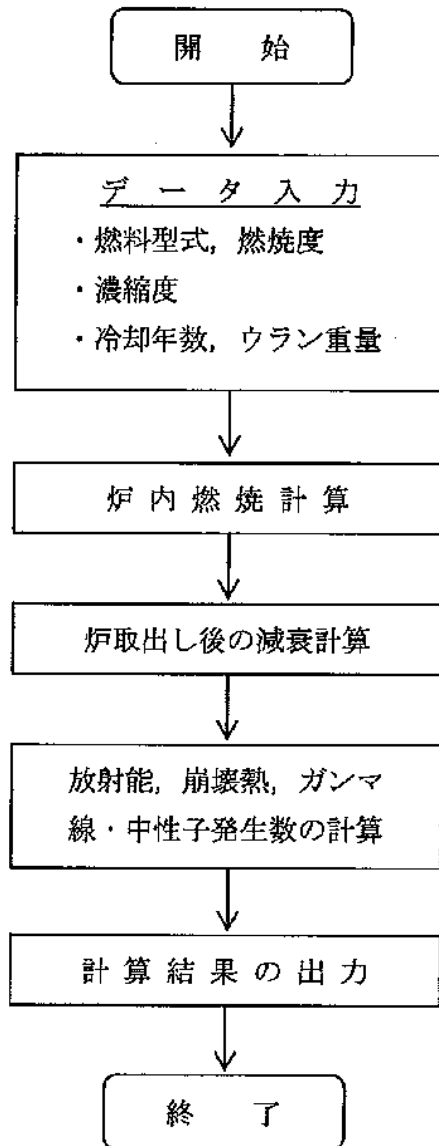 開 始
データ入力
・燃料型式, 燃焼度
・濃縮度
・冷却年数, ウラン重量
炉内燃焼計算
炉取出し後の減衰計算
放射能, 崩壊熱, ガンマ
線・中性子発生数の計算
計算結果の出力
終 了